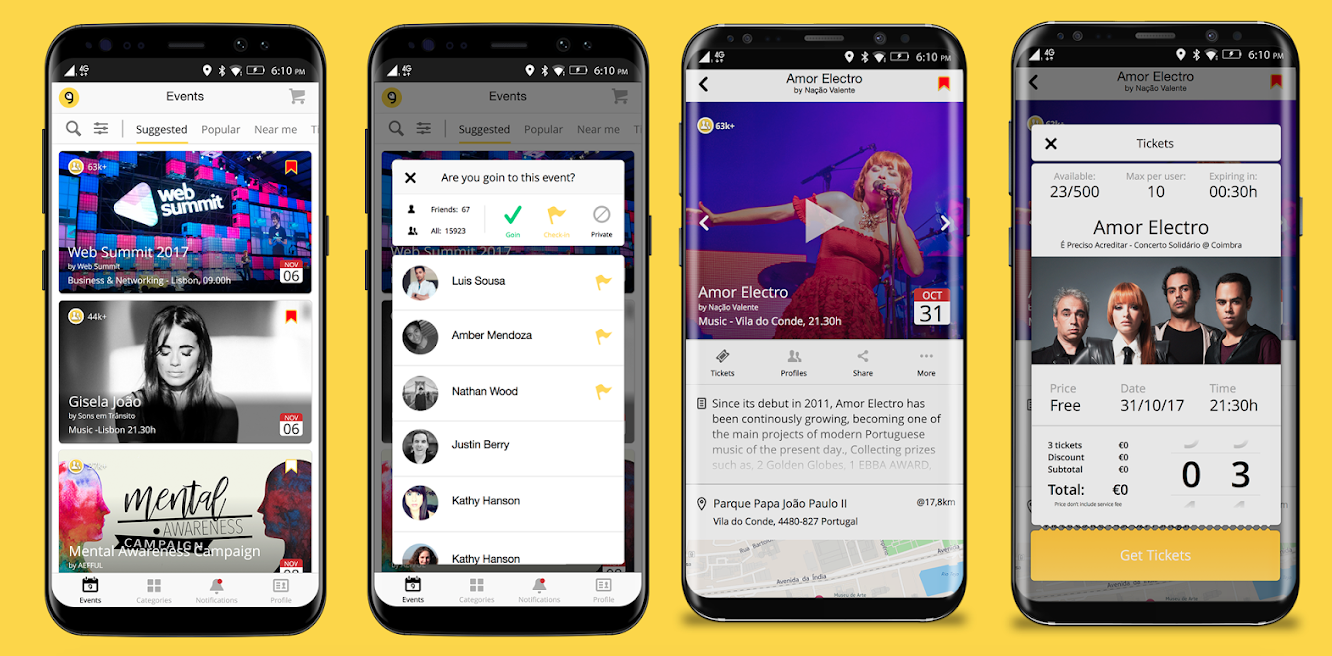 4G
6:10 PM
9
Events
Suggested
Popular
Near me
63k+
web
summit
Web Summit 2017
by Web Summit
Business & Networking - Lisbon, 09.00h
NOV
06
44k+
Gisela João
by Sons em Trânsito
Music -Lisbon 21.30h
NOV
06
mental
AWARENESS
CAMPAIGN
Mental Awareness Campaign
by AEFFUL
NOV
9
Events
Categories
Notifications
Profile
4G
6:10 PM
9
Events
Suggested
Popular
Near me
Are you goin to this event?
Friends: 67
All: 15923
Goin
Check-in
Private
Web Summit 2017
Luis Sousa
Amber Mendoza
Nathan Wood
Justin Berry
Kathy Hanson
Kathy Hanson
9
Events
Categories
Notifications
Profile
4G
6:10 PM
Amor Electro
by Nação Valente
63k+
Amor Electro
by Nação Valente
Music - Vila do Conde, 21.30h
OCT
31
Tickets
Profiles
Share
More
Since its debut in 2011, Amor Electro has
been continously growing, becoming one of
the main projects of modern Portuguese
music of the present day., Collecting prizes
such as, 2 Golden Globes, 1 EBBA AWARD,
Parque Papa João Paulo II
@17,8km
Vila do Conde, 4480-827 Portugal
Avenida da Índia
4G
6:10 PM
Amor Electro
by Nação Valente
63k+
Tickets
Available:
Max per user:
Expiring in:
23/500
10
00:30h
Amor Electro
É Preciso Acreditar - Concerto Solidário @ Coimbra
Price
Date
Time
Free
31/10/17
21:30h
3 tickets
€0
Discount
€0
Subtotal
€0
Total:
€0
Price don't include service fee
0
3
Get Tickets